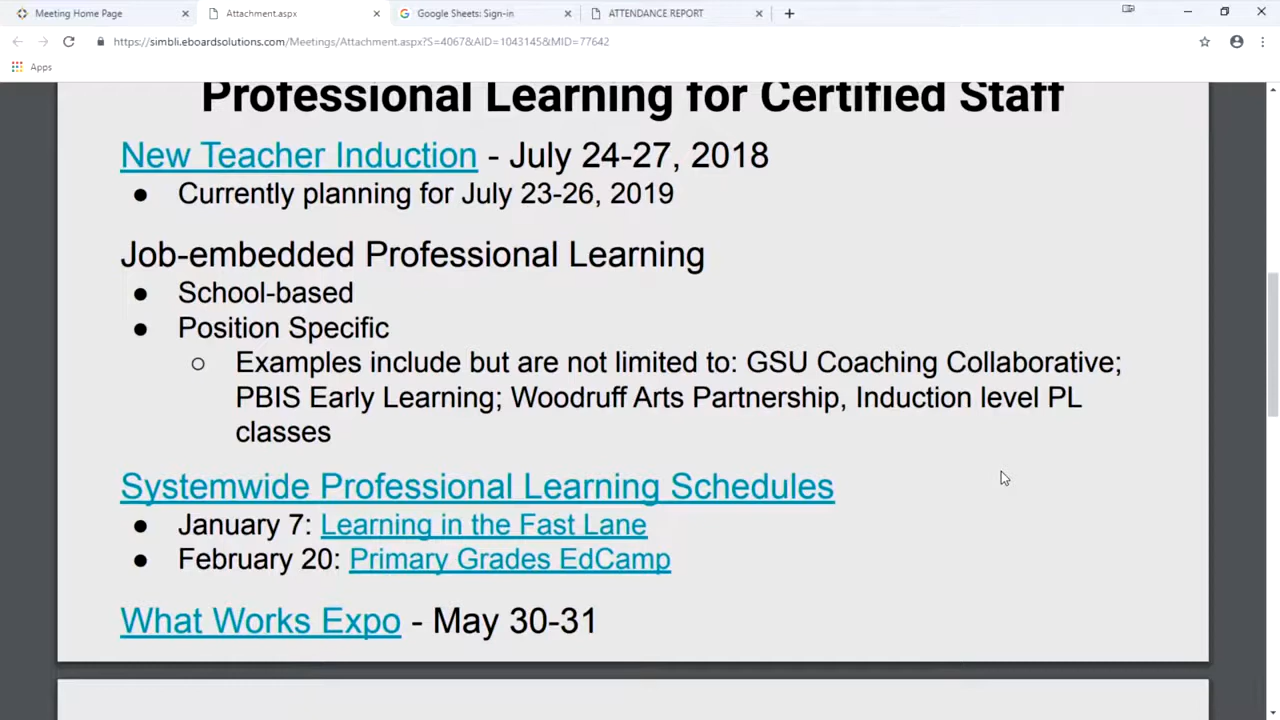 Meeting Home Page
Attachment.aspx
Google Sheets: Sign-in
ATTENDANCE REPORT
https://simbli.eboardsolutions.com/Meetings/Attachment.aspx?S=4067&AID=1043145&MID=77642
Apps
Professional Learning for Certified Staff
New Teacher Induction - July 24-27, 2018
● Currently planning for July 23-26, 2019
Job-embedded Professional Learning
● School-based
● Position Specific
○ Examples include but are not limited to: GSU Coaching Collaborative;
PBIS Early Learning; Woodruff Arts Partnership, Induction level PL
classes
Systemwide Professional Learning Schedules
● January 7: Learning in the Fast Lane
● February 20: Primary Grades EdCamp
What Works Expo - May 30-31